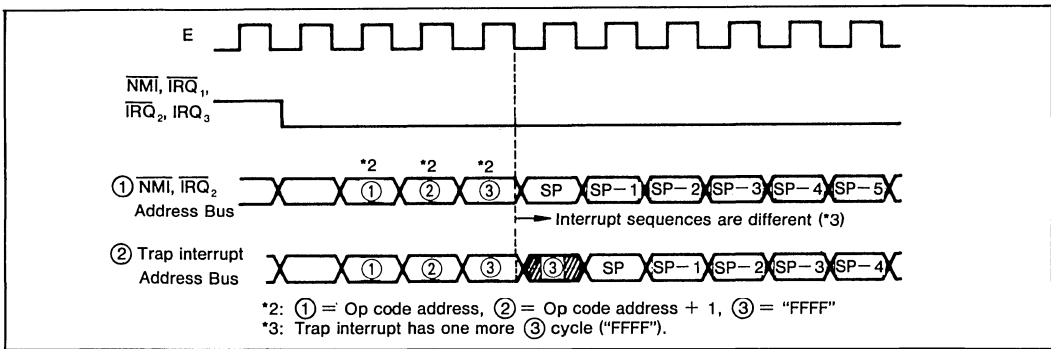 E
NMI, IRQ1,
IRQ2, IRQ3
*2 *2 *2
① NMI, IRQ2
Address Bus
① ② ③ SP SP−1 SP−2 SP−3 SP−4 SP−5
Interrupt sequences are different (*3)
② Trap interrupt
Address Bus
① ② ③ ③ SP SP−1 SP−2 SP−3 SP−4
*2: ① = Op code address, ② = Op code address + 1, ③ = "FFFF"
*3: Trap interrupt has one more ③ cycle ("FFFF").